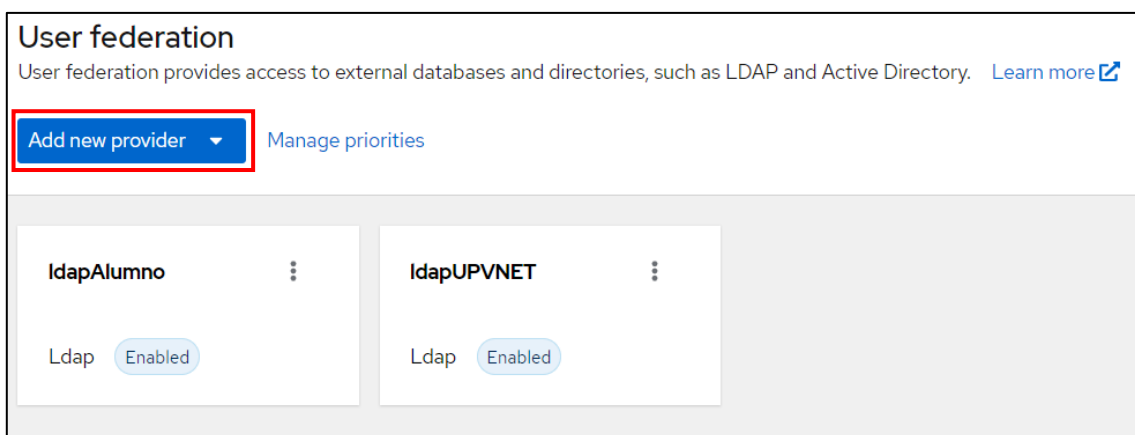 User federation
User federation provides access to external databases and directories, such as LDAP and Active Directory. Learn more
Add new provider Manage priorities
ldapAlumno ldapUPVNET
Ldap Enabled Ldap Enabled